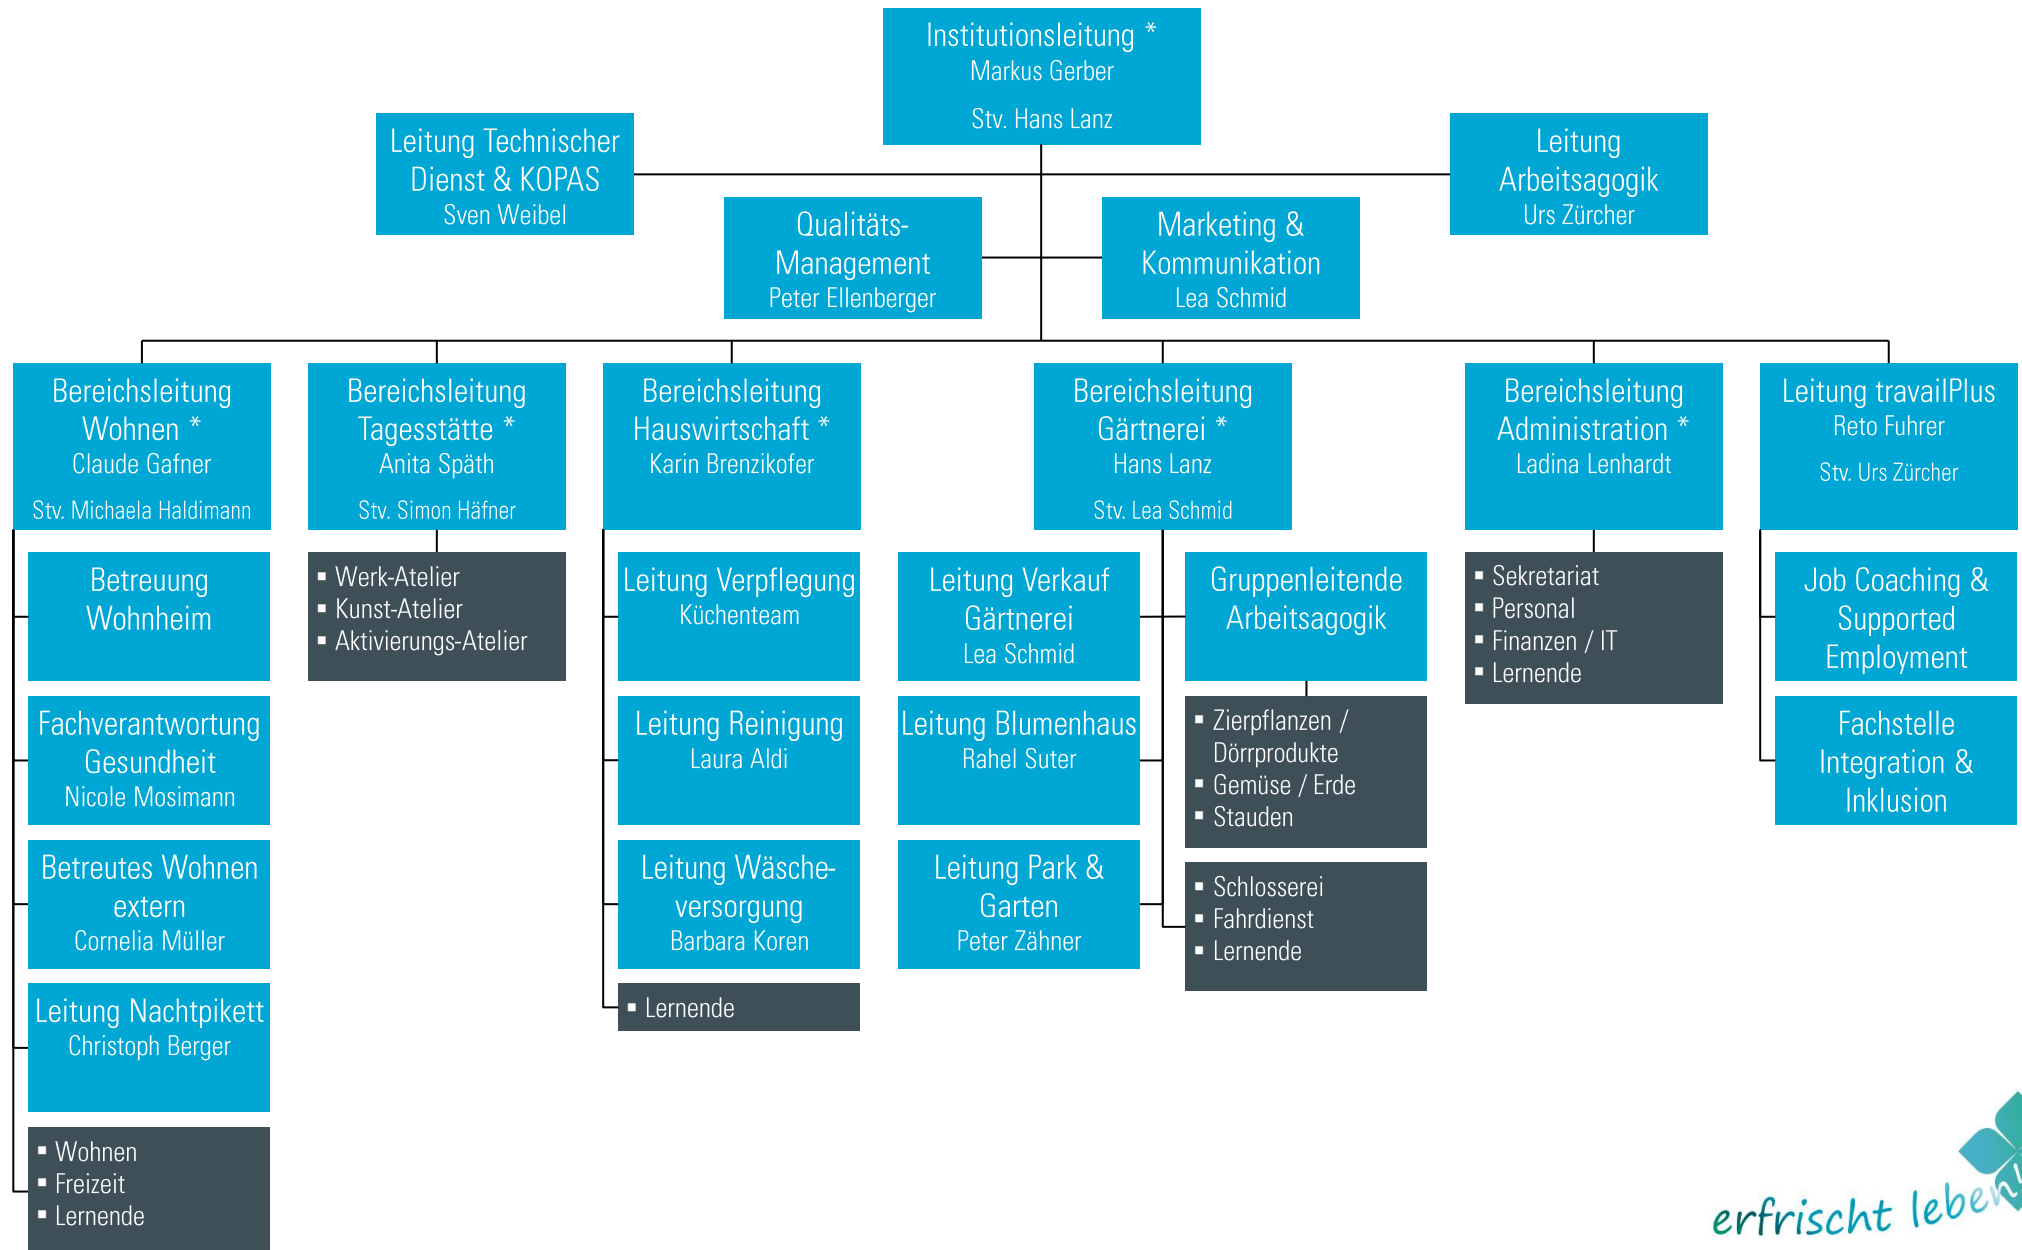 Institutionsleitung *
Markus Gerber
Stv. Hans Lanz
Leitung Technischer
Dienst & KOPAS
Sven Weibel
Leitung
Arbeitsagogik
Urs Zürcher
Qualitäts-
Management
Peter Ellenberger
Marketing &
Kommunikation
Lea Schmid
Bereichsleitung
Wohnen *
Claude Gafner
Stv. Michaela Haldimann
Bereichsleitung
Tagesstätte *
Anita Späth
Stv. Simon Häfner
Bereichsleitung
Hauswirtschaft *
Karin Brenzikofer
Bereichsleitung
Gärtnerei *
Hans Lanz
Stv. Lea Schmid
Bereichsleitung
Administration *
Ladina Lenhardt
Leitung travailPlus
Reto Fuhrer
Stv. Urs Zürcher
Betreuung
Wohnheim
Fachverantwortung
Gesundheit
Nicole Mosimann
Betreutes Wohnen
extern
Cornelia Müller
Leitung Nachtpikett
Christoph Berger
▪ Wohnen
▪ Freizeit
▪ Lernende
▪ Werk-Atelier
▪ Kunst-Atelier
▪ Aktivierungs-Atelier
Leitung Verpflegung
Küchenteam
Leitung Reinigung
Laura Aldi
Leitung Wäsche-
versorgung
Barbara Koren
▪ Lernende
Leitung Verkauf
Gärtnerei
Lea Schmid
Leitung Blumenhaus
Rahel Suter
Leitung Park &
Garten
Peter Zähner
Gruppenleitende
Arbeitsagogik
▪ Zierpflanzen /
Dörrprodukte
▪ Gemüse / Erde
▪ Stauden
▪ Schlosserei
▪ Fahrdienst
▪ Lernende
▪ Sekretariat
▪ Personal
▪ Finanzen / IT
▪ Lernende
Job Coaching &
Supported
Employment
Fachstelle
Integration &
Inklusion
erfrischt leben!